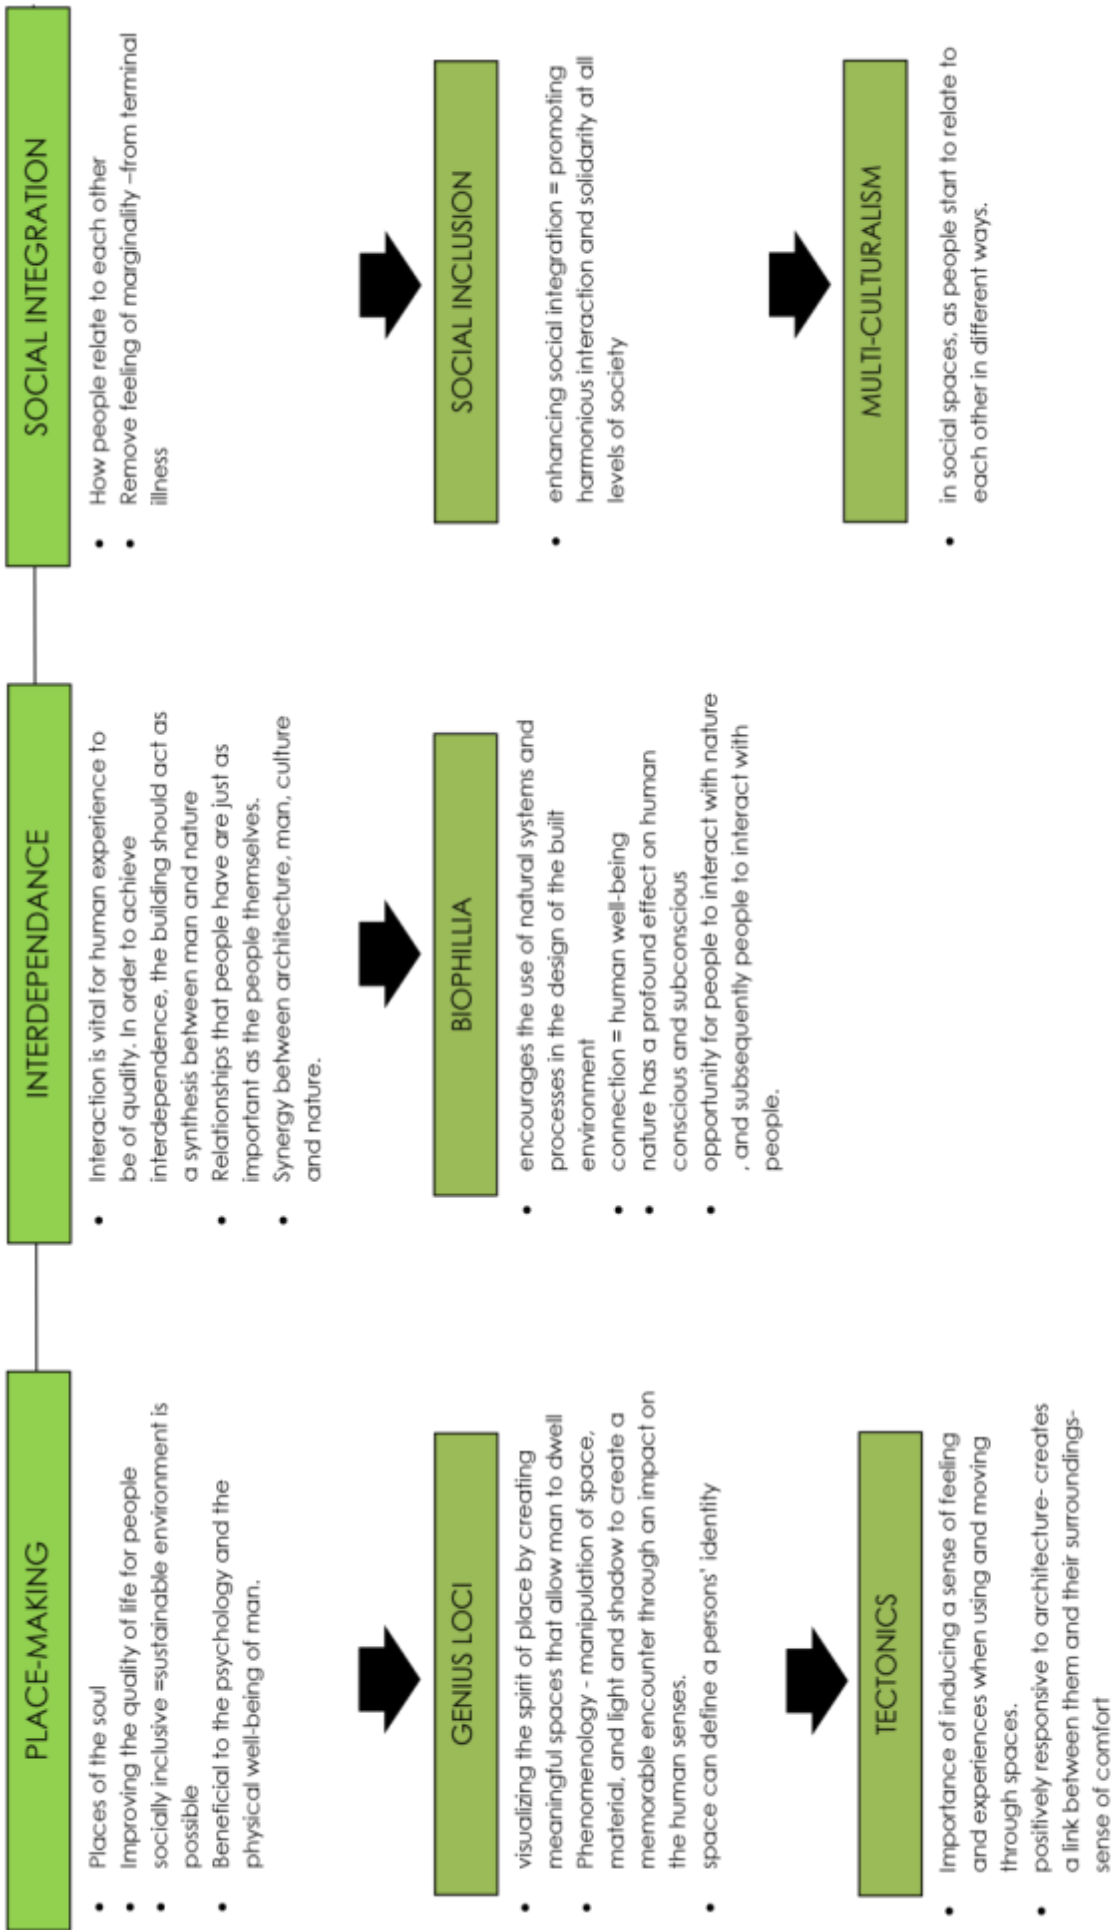 PLACE-MAKING
• Places of the soul
• Improving the quality of life for people
• socially inclusive =sustainable environment is
possible
• Beneficial to the psychology and the
physical well-being of man.
GENIUS LOCI
• visualizing the spirit of place by creating
meaningful spaces that allow man to dwell
• Phenomenology - manipulation of space,
material, and light and shadow to create a
memorable encounter through an impact on
the human senses.
• space can define a persons' identity
TECTONICS
• Importance of inducing a sense of feeling
and experiences when using and moving
through spaces.
• positively responsive to architecture- creates
a link between them and their surroundings-
sense of comfort
INTERDEPENDANCE
• Interaction is vital for human experience to
be of quality. In order to achieve
interdependence, the building should act as
a synthesis between man and nature
• Relationships that people have are just as
important as the people themselves.
• Synergy between architecture, man, culture
and nature.
BIOPHILLIA
• encourages the use of natural systems and
processes in the design of the built
environment
• connection = human well-being
• nature has a profound effect on human
conscious and subconscious
• opportunity for people to interact with nature
, and subsequently people to interact with
people.
SOCIAL INTEGRATION
• How people relate to each other
• Remove feeling of marginality –from terminal
illness
SOCIAL INCLUSION
• enhancing social integration = promoting
harmonious interaction and solidarity at all
levels of society
MULTI-CULTURALISM
• in social spaces, as people start to relate to
each other in different ways.